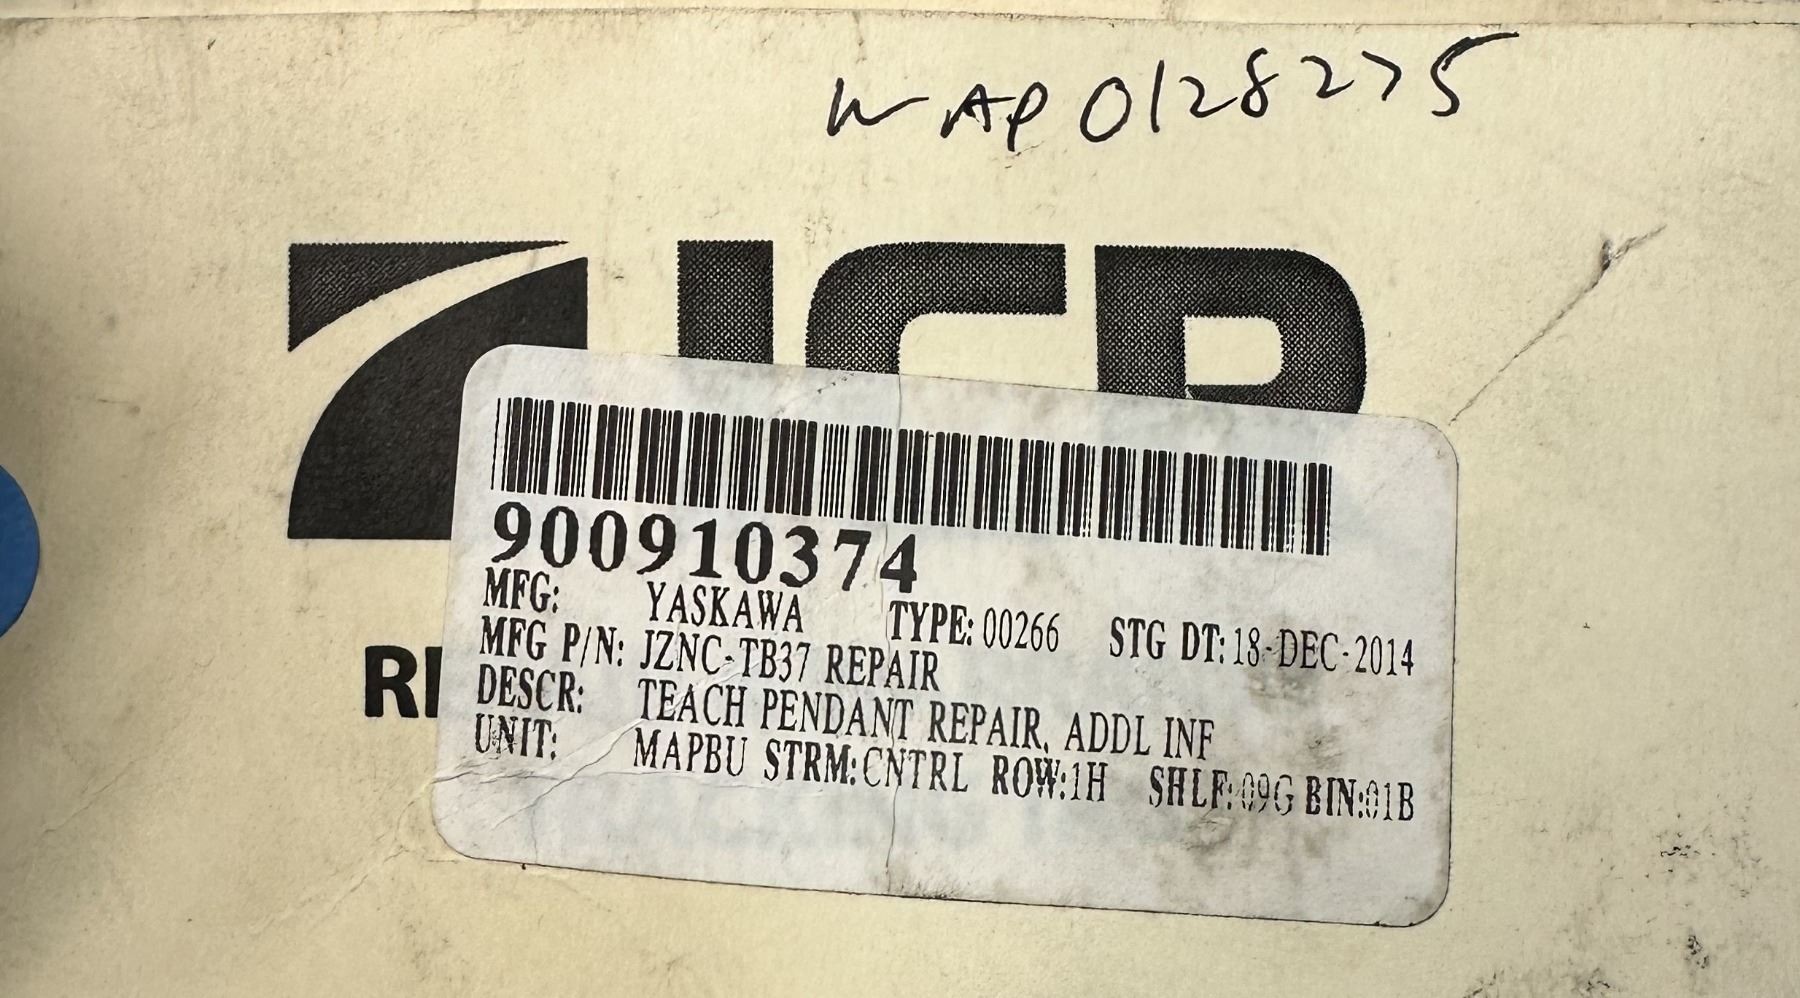 WAP0128275
ICR
900910374
MFG: YASKAWA TYPE: 00266 STG DT: 18-DEC-2014
MFG P/N: JZNC-TB37 REPAIR
DESCR: TEACH PENDANT REPAIR, ADDL INF
UNIT: MAPBU STRM: CNTRL ROW: 1H SHLF: 09G BIN: 01B